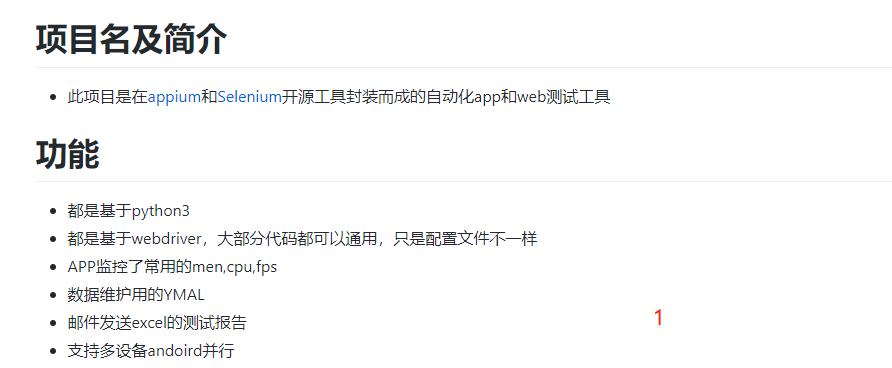 项目名及简介
此项目是在appium和Selenium开源工具封装而成的自动化app和web测试工具
功能
都是基于python3
都是基于webdriver，大部分代码都可以通用，只是配置文件不一样
APP监控了常用的men,cpu,fps
数据维护用的YMAL
邮件发送excel的测试报告
1
支持多设备andoird并行